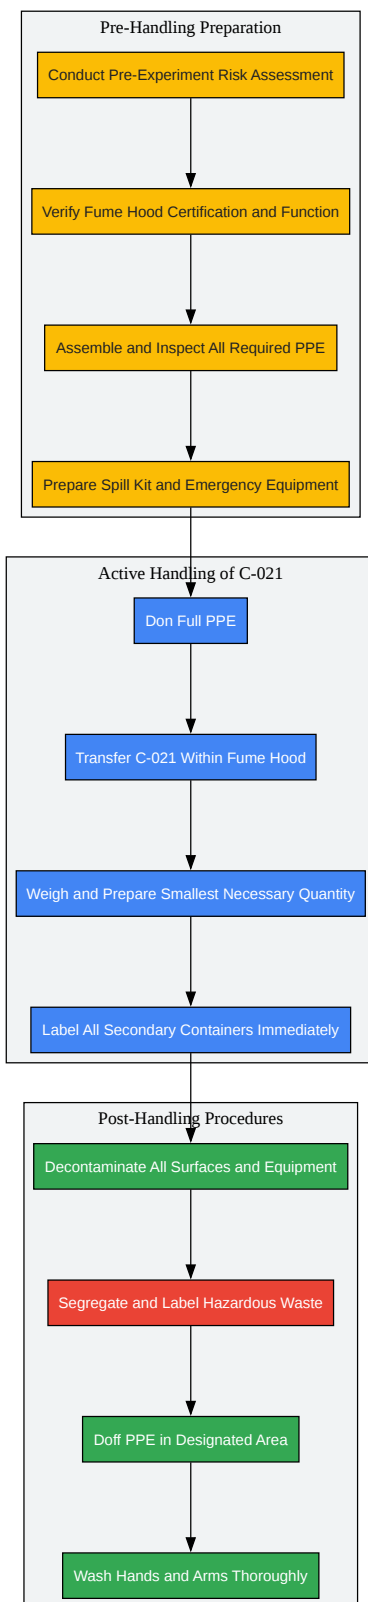 Pre-Handling Preparation
Conduct Pre-Experiment Risk Assessment
Verify Fume Hood Certification and Function
Assemble and Inspect All Required PPE
Prepare Spill Kit and Emergency Equipment
Active Handling of C-021
Don Full PPE
Transfer C-021 Within Fume Hood
Weigh and Prepare Smallest Necessary Quantity
Label All Secondary Containers Immediately
Post-Handling Procedures
Decontaminate All Surfaces and Equipment
Segregate and Label Hazardous Waste
Doff PPE in Designated Area
Wash Hands and Arms Thoroughly